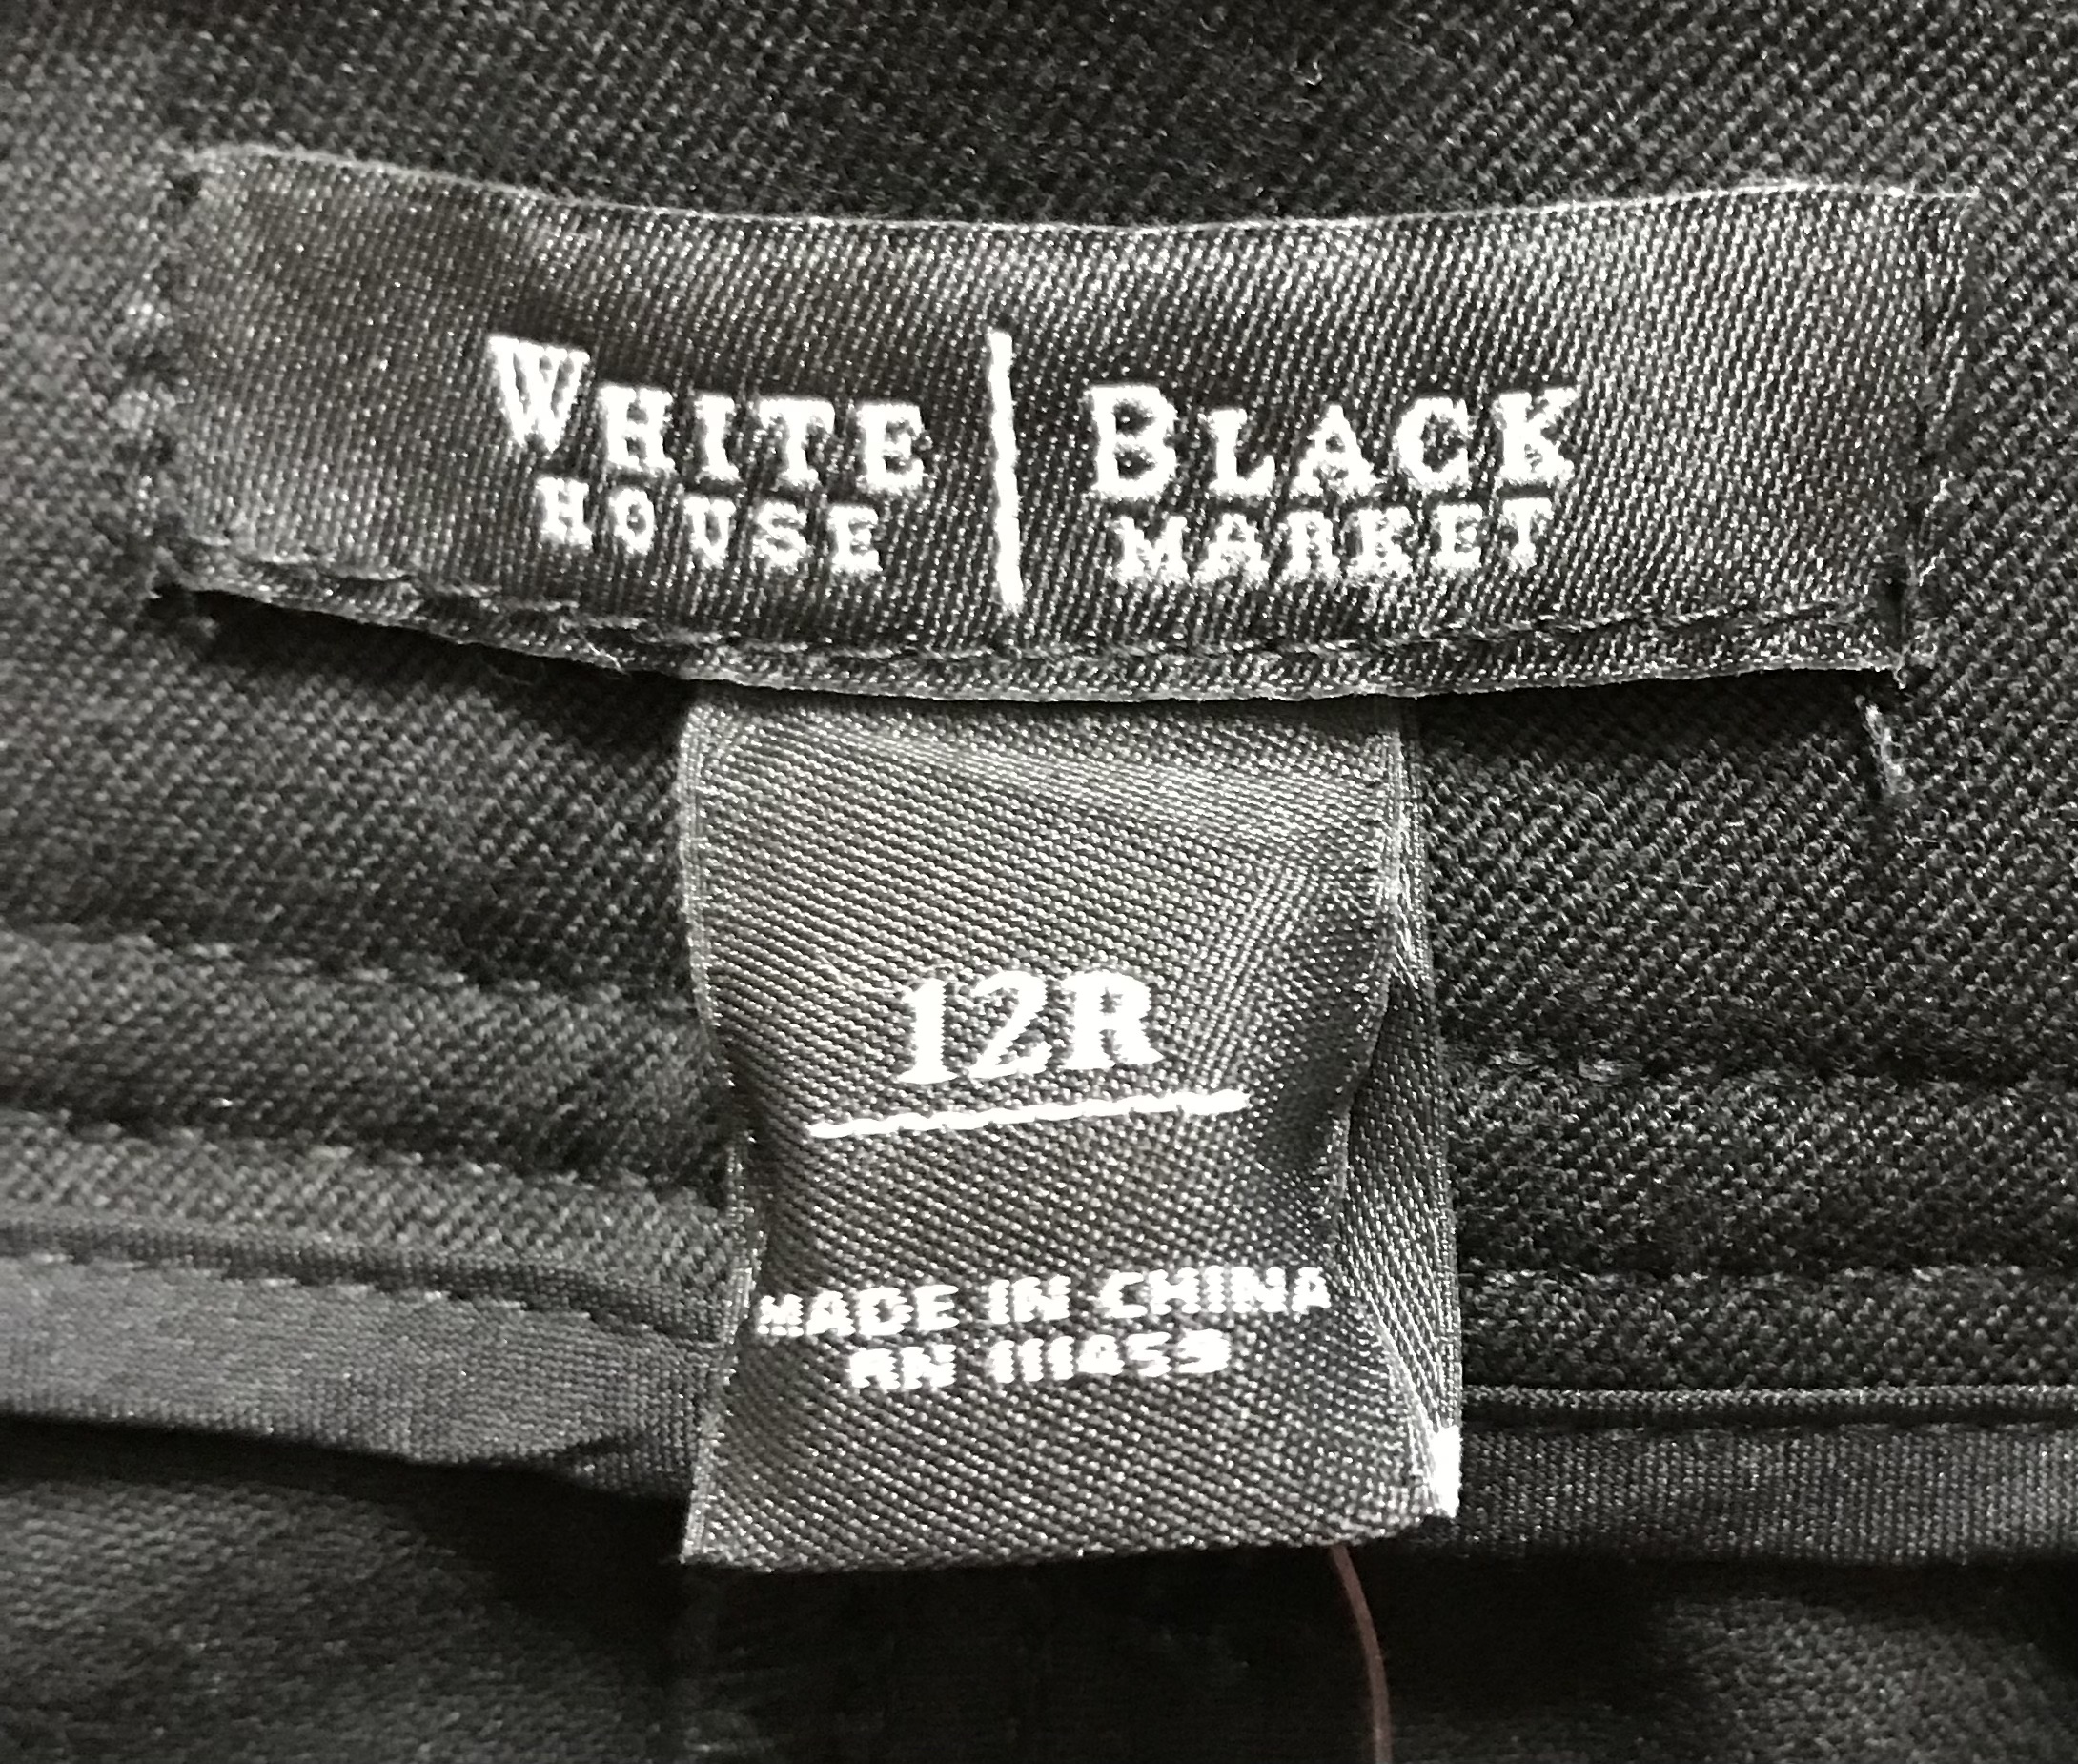 WHITE | BLACK
HOUSE | MARKET
12R
MADE IN CHINA
RN 111459